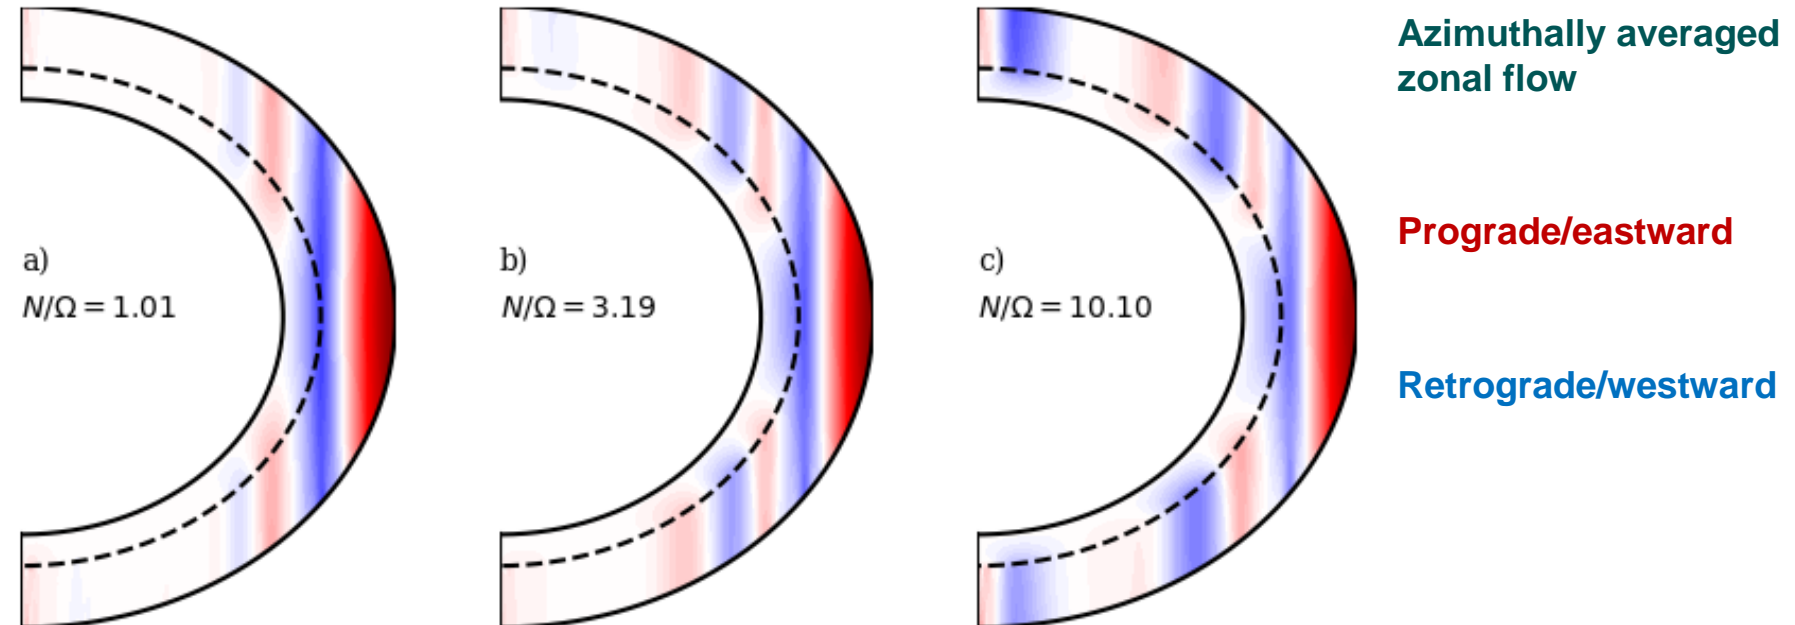 a)
N/Ω = 1.01
b)
N/Ω = 3.19
c)
N/Ω = 10.10
Azimuthally averaged
zonal flow
Prograde/eastward
Retrograde/westward